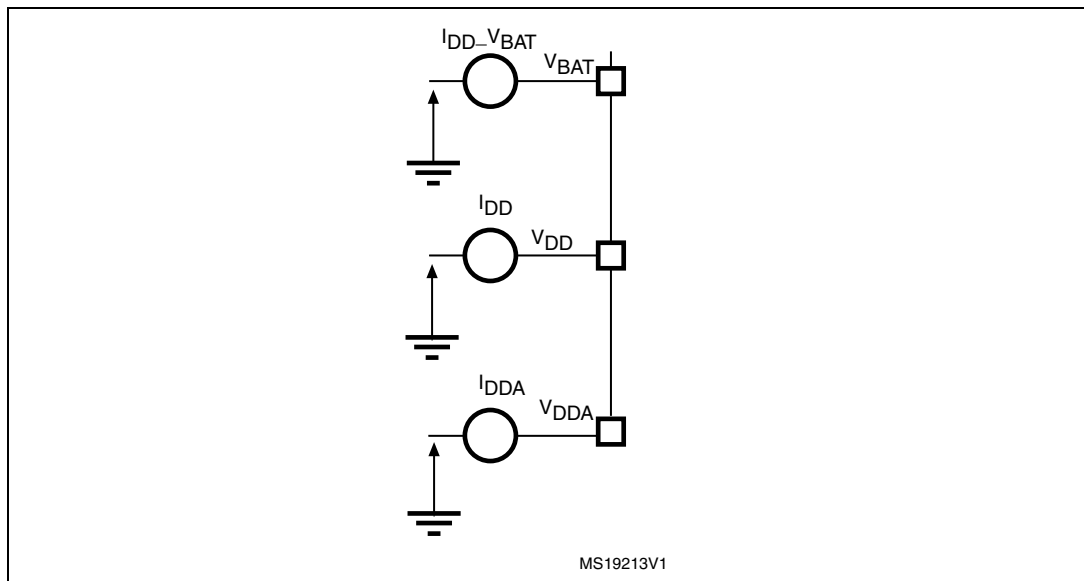 IDD_VBAT
VBAT
IDD
VDD
IDDA
VDDA
MS19213V1